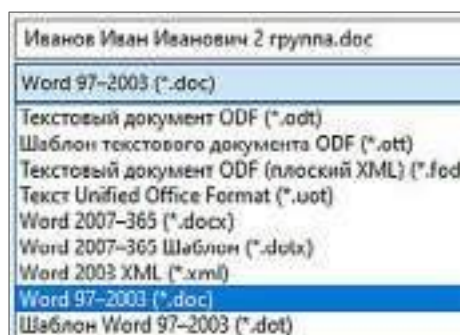 Иванов Иван Иванович 2 группа.doc
Word 97–2003 (*.doc)
Текстовый документ ODF (*.odt)
Шаблон текстового документа ODF (*.ott)
Текстовый документ ODF (плоский XML) (*.fod
Текст Unified Office Format (*.uot)
Word 2007–365 (*.docx)
Word 2007–365 Шаблон (*.dotx)
Word 2003 XML (*.xml)
Word 97–2003 (*.doc)
Шаблон Word 97–2003 (*.dot)